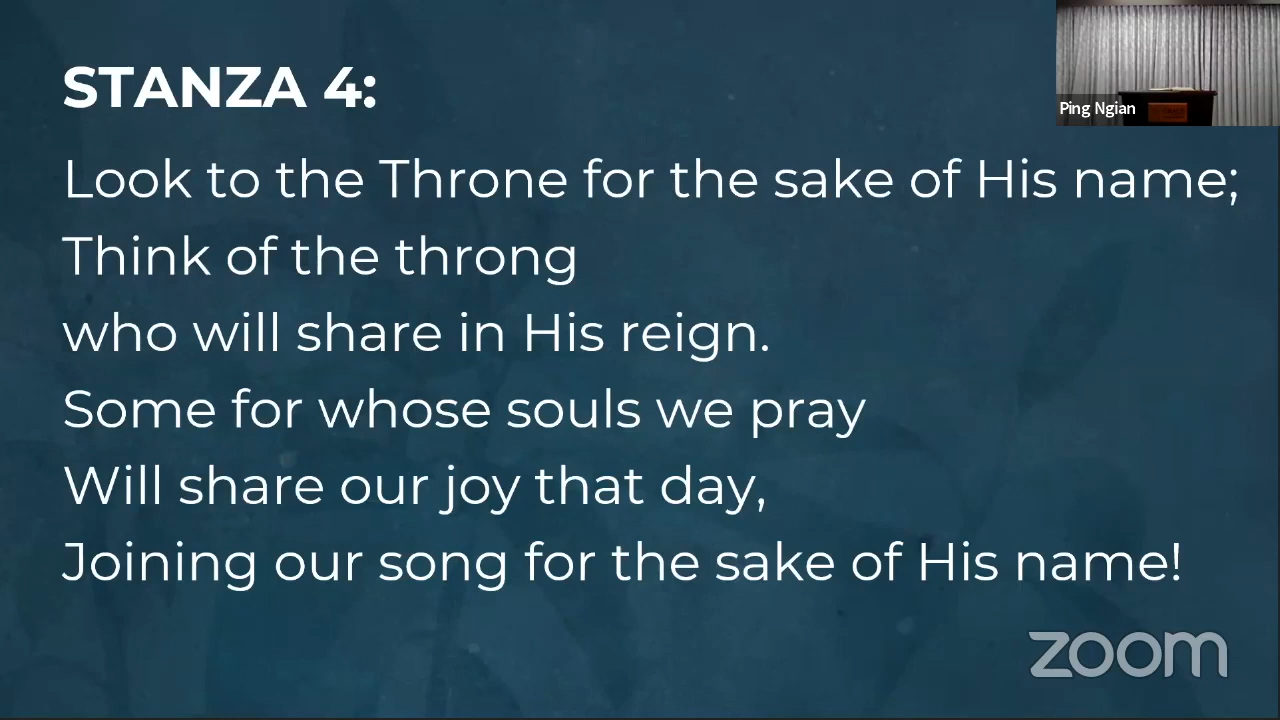 STANZA 4:
Look to the Throne for the sake of His name;
Think of the throng
who will share in His reign.
Some for whose souls we pray
Will share our joy that day,
Joining our song for the sake of His name!
Ping Ngian
zoom